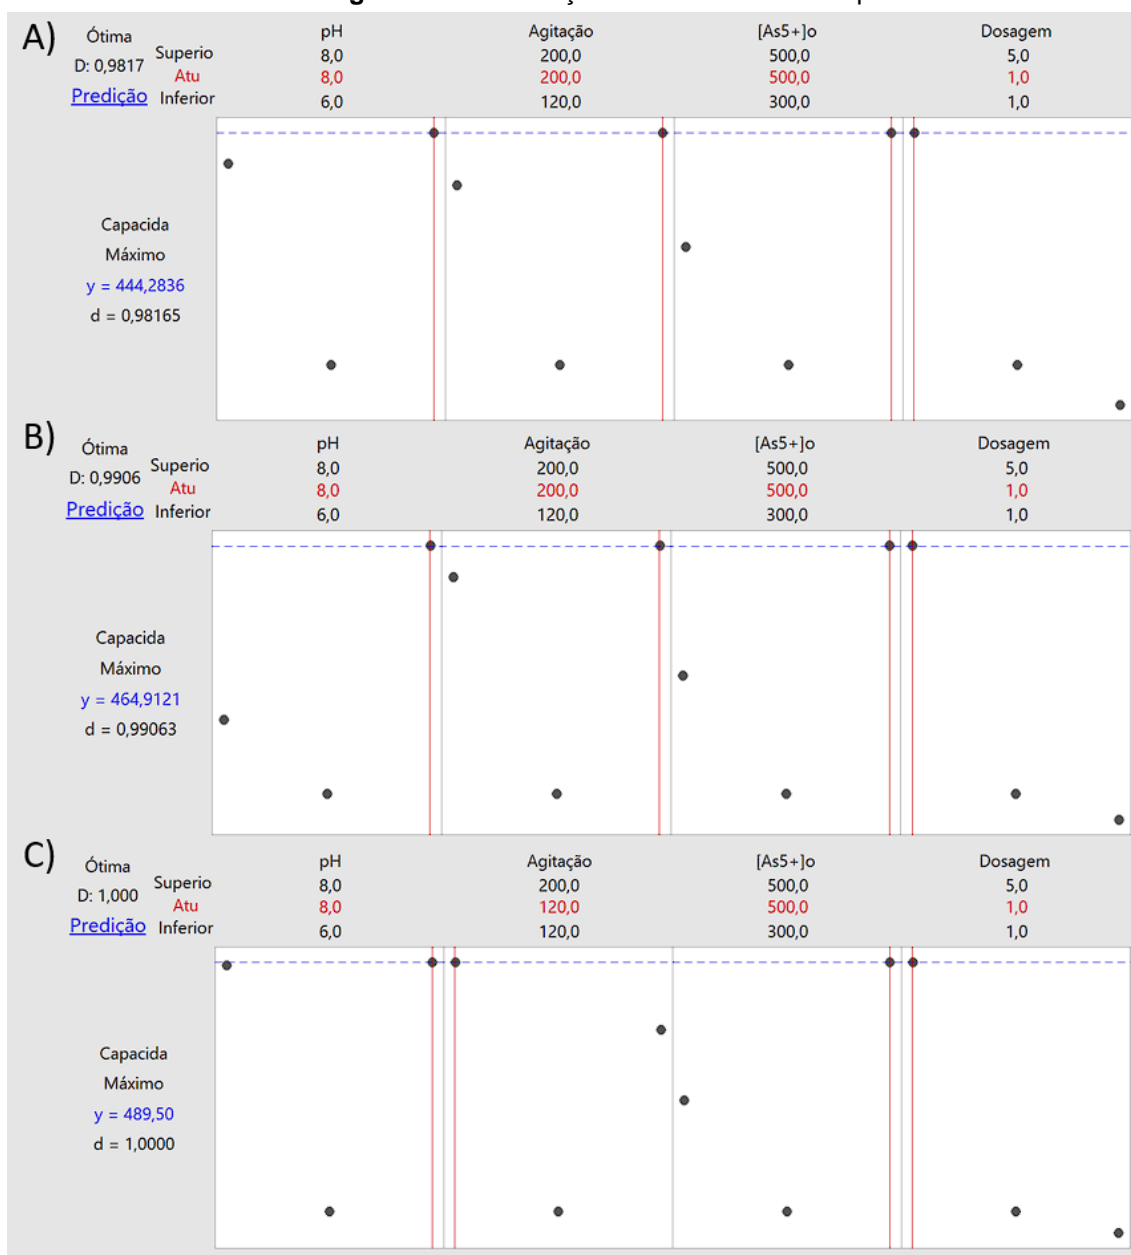 A)
Ótima
D: 0,9817
Predição
Superio
Atu
Inferior
pH
8,0
8,0
6,0
Agitação
200,0
200,0
120,0
[As5+]o
500,0
500,0
300,0
Dosagem
5,0
1,0
1,0
Capacida
Máximo
y = 444,2836
d = 0,98165
B)
Ótima
D: 0,9906
Predição
Superio
Atu
Inferior
pH
8,0
8,0
6,0
Agitação
200,0
200,0
120,0
[As5+]o
500,0
500,0
300,0
Dosagem
5,0
1,0
1,0
Capacida
Máximo
y = 464,9121
d = 0,99063
C)
Ótima
D: 1,000
Predição
Superio
Atu
Inferior
pH
8,0
8,0
6,0
Agitação
200,0
120,0
120,0
[As5+]o
500,0
500,0
300,0
Dosagem
5,0
1,0
1,0
Capacida
Máximo
y = 489,50
d = 1,0000